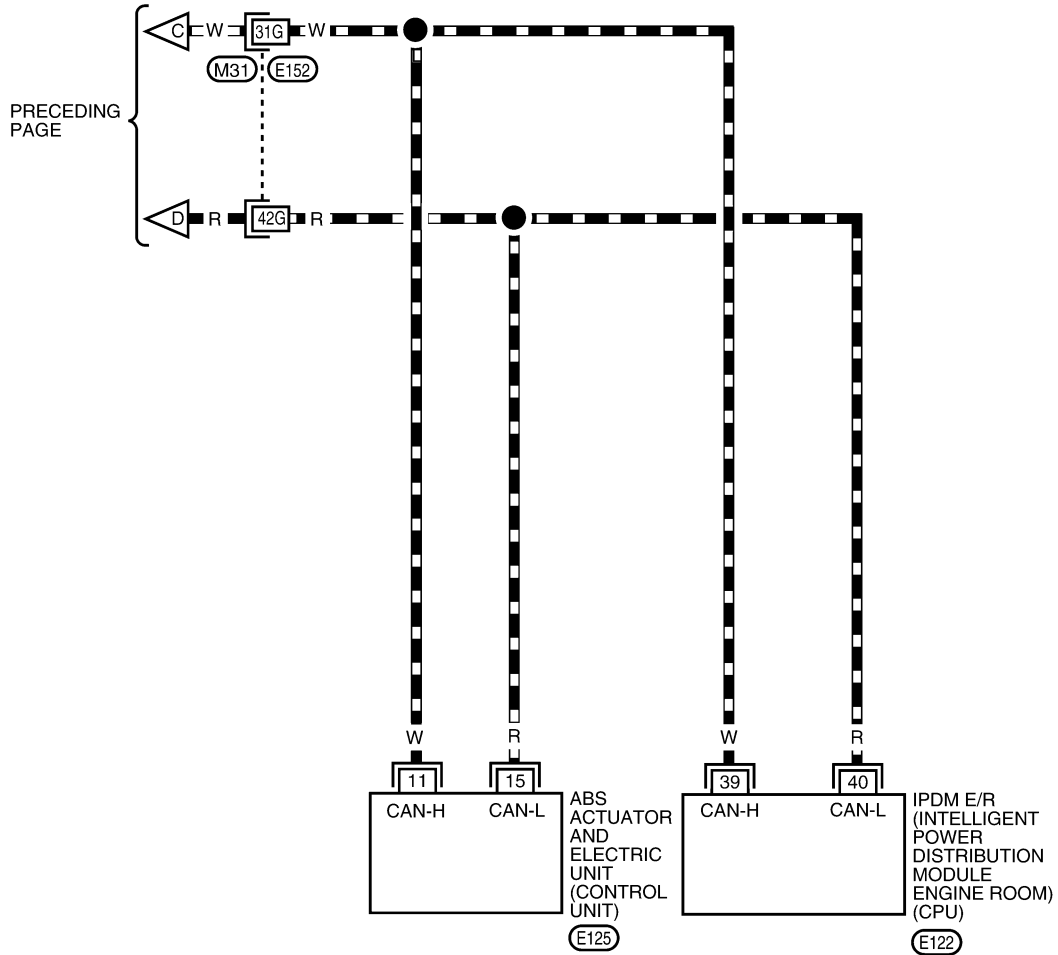 C W 31G W
M31 E152
PRECEDING
PAGE
D R 42G R
W R W R
11 15 39 40
CAN-H CAN-L
ABS
ACTUATOR
AND
ELECTRIC
UNIT
(CONTROL
UNIT)
E125
CAN-H CAN-L
IPDM E/R
(INTELLIGENT
POWER
DISTRIBUTION
MODULE
ENGINE ROOM)
(CPU)
E122